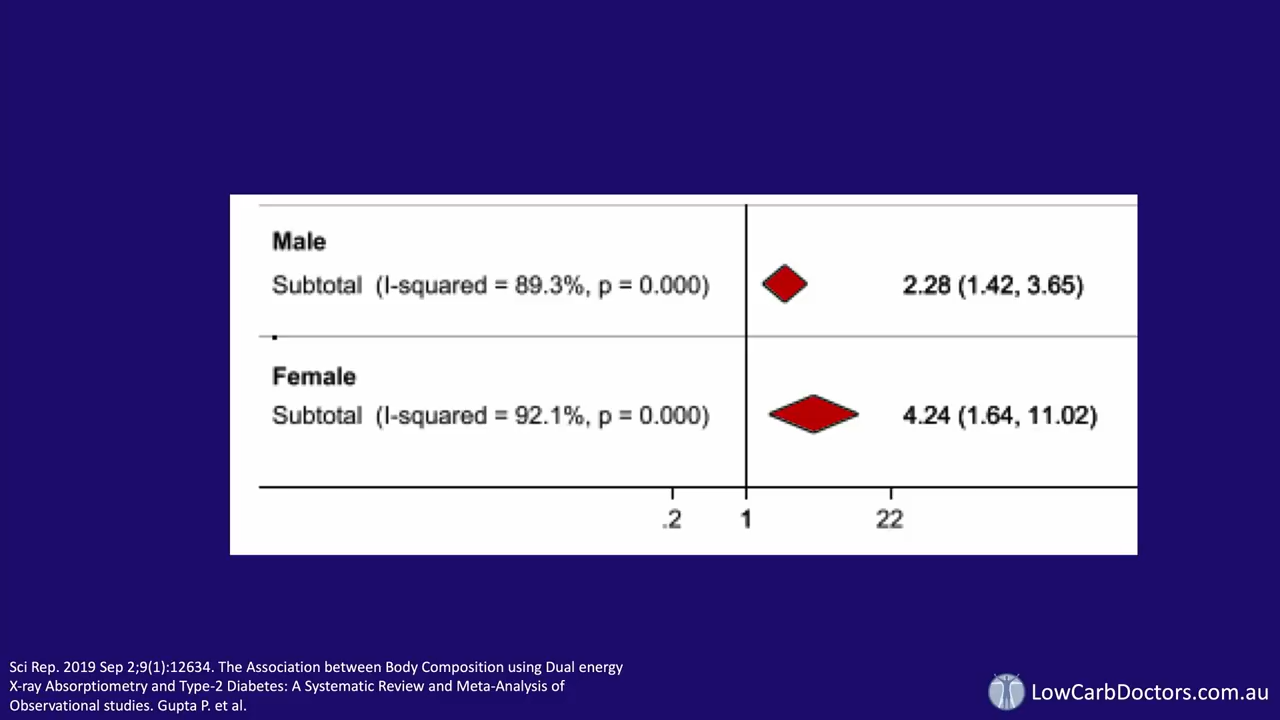 Male
Subtotal (I-squared = 89.3%, p = 0.000) 2.28 (1.42, 3.65)
Female
Subtotal (I-squared = 92.1%, p = 0.000) 4.24 (1.64, 11.02)
.2 1 22
Sci Rep. 2019 Sep 2;9(1):12634. The Association between Body Composition using Dual energy
X-ray Absorptiometry and Type-2 Diabetes: A Systematic Review and Meta-Analysis of
Observational studies. Gupta P. et al.
LowCarbDoctors.com.au